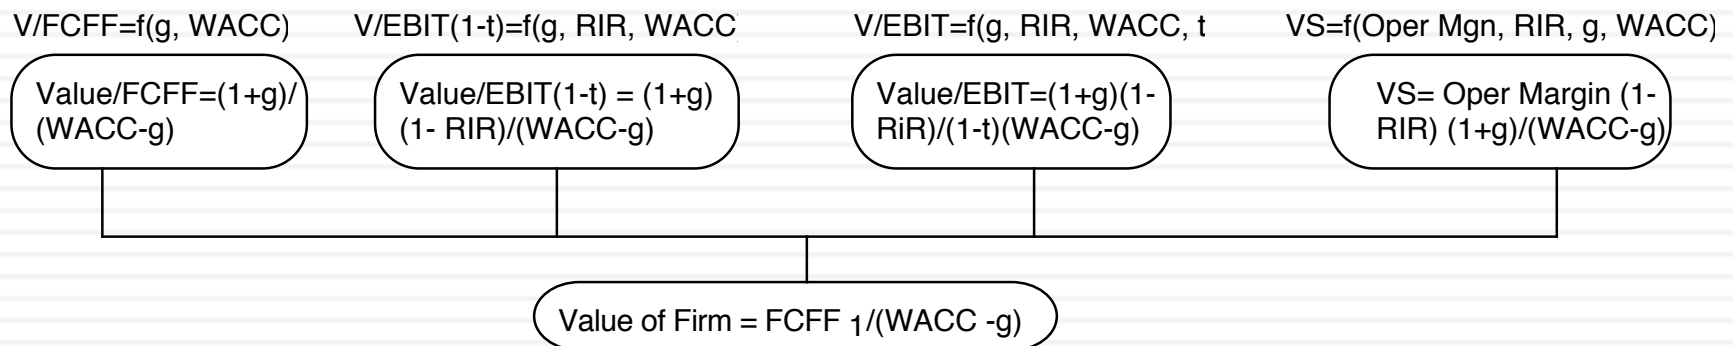 V/FCFF=f(g, WACC)
V/EBIT(1-t)=f(g, RIR, WACC
V/EBIT=f(g, RIR, WACC, t
VS=f(Oper Mgn, RIR, g, WACC)
Value/FCFF=(1+g)/
(WACC-g)
Value/EBIT(1-t) = (1+g)
(1- RIR)/(WACC-g)
Value/EBIT=(1+g)(1-
RiR)/(1-t)(WACC-g)
VS= Oper Margin (1-
RIR) (1+g)/(WACC-g)
Value of Firm = FCFF 1/(WACC -g)